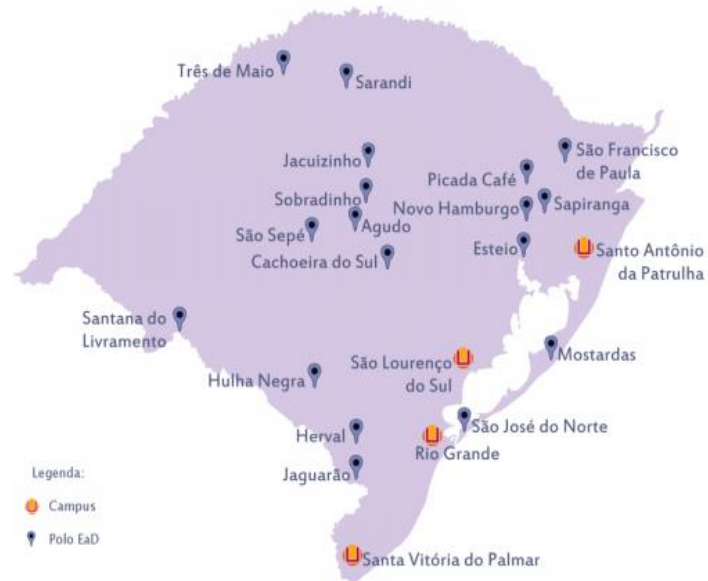 Três de Maio
Sarandi
Jacuizinho
São Francisco
de Paula
Picada Café
Sobradinho
Novo Hamburgo
Sapiranga
Agudo
São Sepé
Cachoeira do Sul
Esteio
Santo Antônio
da Patrulha
Santana do
Livramento
Mostardas
São Lourenço
do Sul
Hulha Negra
São José do Norte
Herval
Rio Grande
Jaguarão
Legenda:
Campus
Polo EaD
Santa Vitória do Palmar